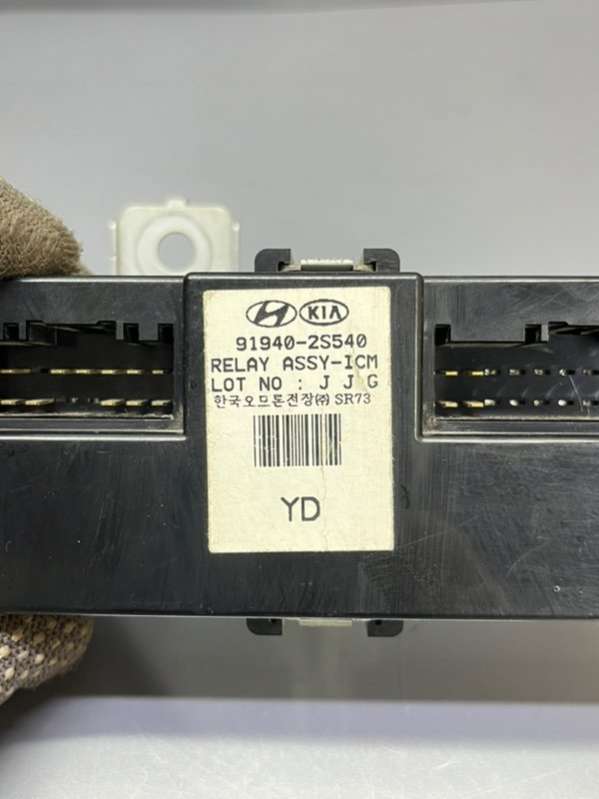 KIA
91940-2S540
RELAY ASSY-ICM
LOT NO : J J G
한국오므론전장㈜ SR73
YD